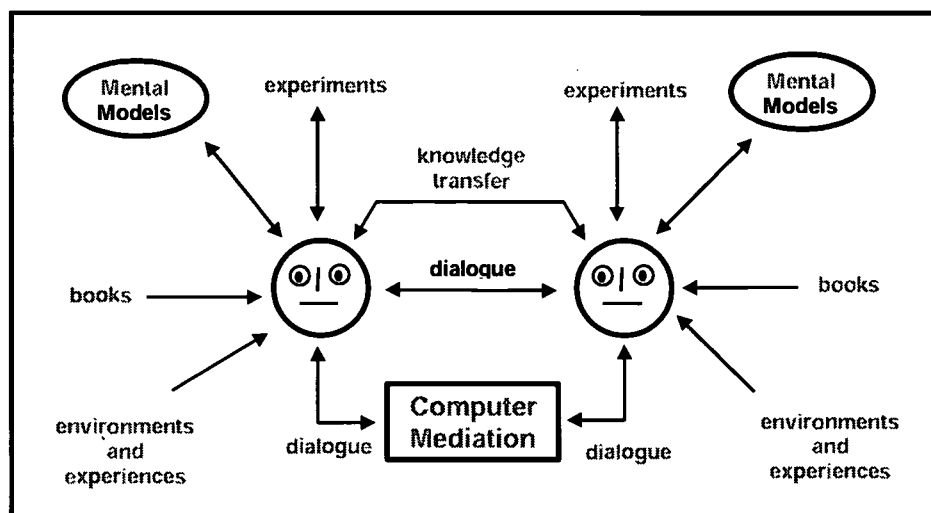 Mental
Models
experiments
experiments
Mental
Models
knowledge
transfer
books
dialogue
books
environments
and
experiences
dialogue
Computer
Mediation
dialogue
environments
and
experiences